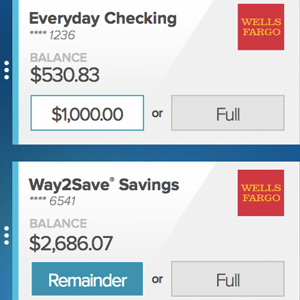 Everyday Checking
**** 1236
WELLS
FARGO
BALANCE
$530.83
$1,000.00 or Full
Way2Save® Savings
**** 6541
WELLS
FARGO
BALANCE
$2,686.07
Remainder or Full